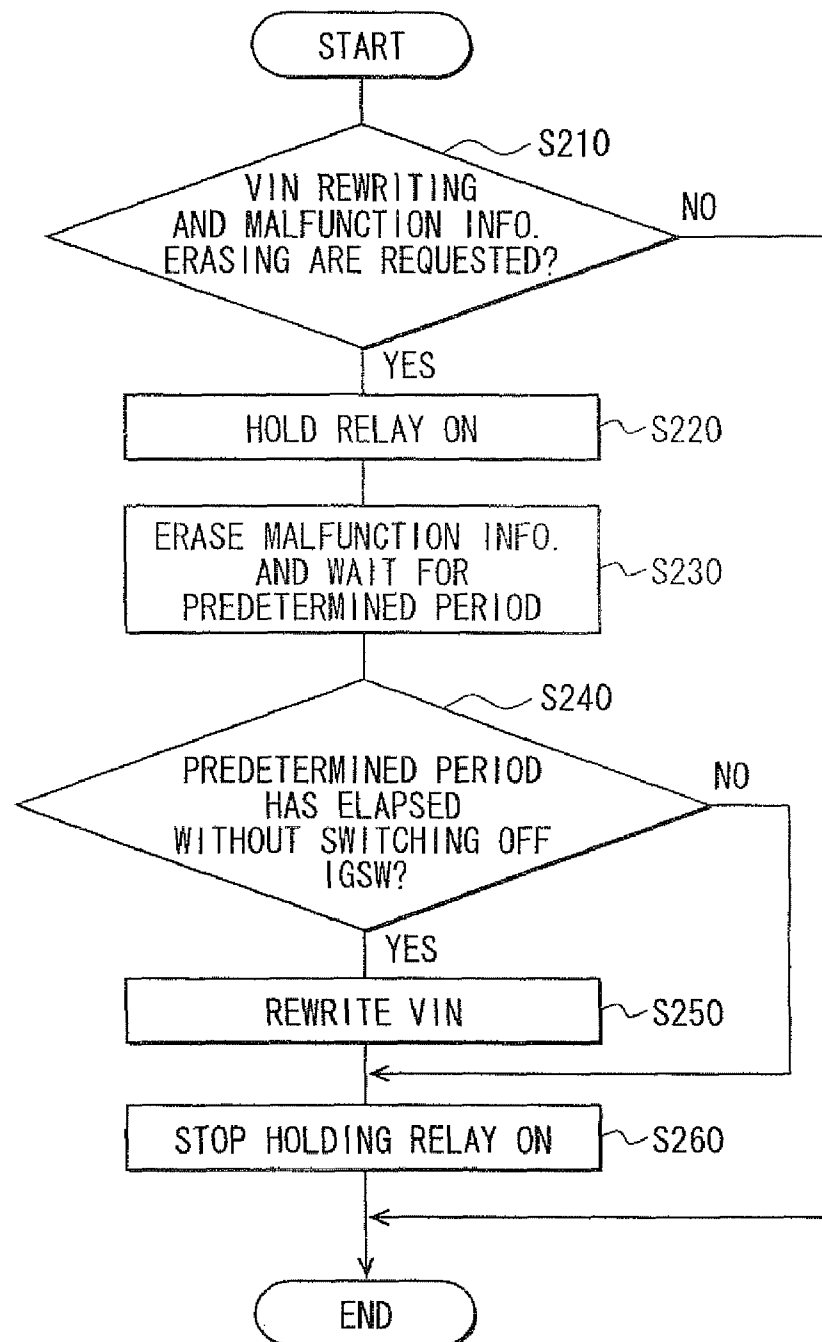 START
S210
VIN REWRITING
AND MALFUNCTION INFO.
ERASING ARE REQUESTED?
NO
YES
HOLD RELAY ON
S220
ERASE MALFUNCTION INFO.
AND WAIT FOR
PREDETERMINED PERIOD
S230
S240
PREDETERMINED PERIOD
HAS ELAPSED
WITHOUT SWITCHING OFF
IGSW?
NO
YES
REWRITE VIN
S250
STOP HOLDING RELAY ON
S260
END